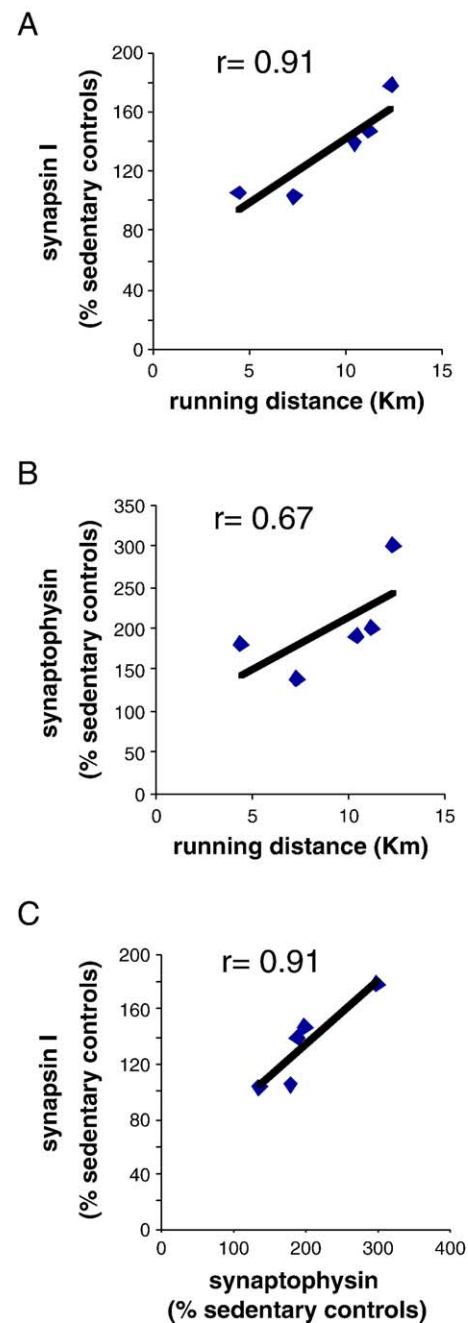 A
r= 0.91
synapsin I
(% sedentary controls)
200
160
120
80
40
0
0 5 10 15
running distance (Km)
B
r= 0.67
synaptophysin
(% sedentary controls)
350
300
250
200
150
100
50
0
0 5 10 15
running distance (Km)
C
r= 0.91
synapsin I
(% sedentary controls)
200
160
120
80
40
0
0 100 200 300 400
synaptophysin
(% sedentary controls)